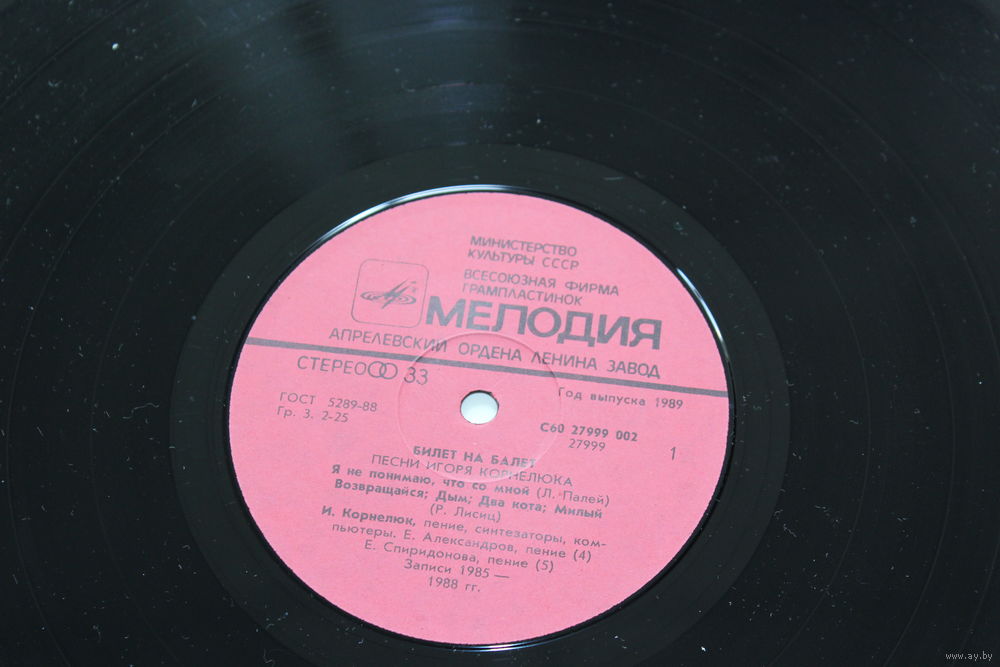 МИНИСТЕРСТВО
КУЛЬТУРЫ СССР
ВСЕСОЮЗНАЯ ФИРМА
ГРАМПЛАСТИНОК
МЕЛОДИЯ
АПРЕЛЕВСКИЙ ОРДЕНА ЛЕНИНА ЗАВОД
СТЕРЕО 33
Год выпуска 1989
ГОСТ 5289-88
Гр. 3. 2-25
С60 27999 002
27999
1
БИЛЕТ НА БАЛЕТ
ПЕСНИ ИГОРЯ КОРНЕЛЮКА
Я не понимаю, что со мной (Л. Палей)
Возвращайся; Дым; Два кота; Милый
(Р. Лисиц)
И. Корнелюк, пение, синтезаторы, ком-
пьютеры. Е. Александров, пение (4)
Е. Спиридонова, пение (5)
Записи 1985 —
1988 гг.
www.ay.by